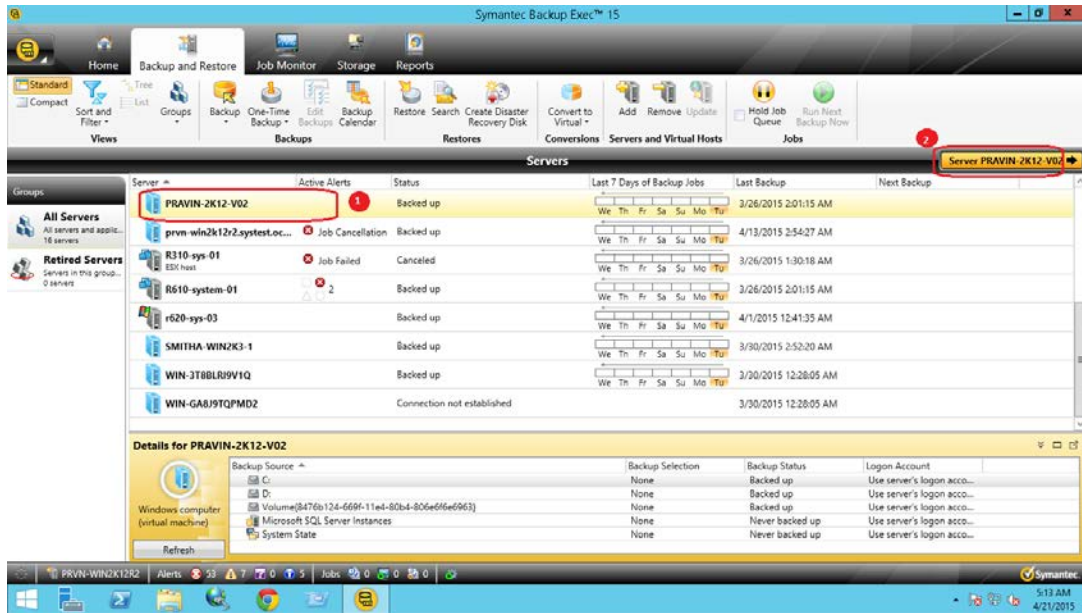 Symantec Backup Exec™ 15
Home
Backup and Restore
Job Monitor
Storage
Reports
Standard
Compact
Sort and Filter
Tree
List
Groups
Views
Backup
One-Time Backup
Edit Backups
Backup Calendar
Backups
Restore
Search
Create Disaster Recovery Disk
Restores
Convert to Virtual
Conversions
Add
Remove
Update
Servers and Virtual Hosts
Hold Job Queue
Run Next Backup Now
Jobs
2
Servers
Server PRAVIN-2K12-V02
Groups
All Servers
All servers and applic...
16 servers
Retired Servers
Servers in this group...
0 servers
Server Active Alerts Status Last 7 Days of Backup Jobs Last Backup Next Backup
PRAVIN-2K12-V02 1 Backed up We Th Fr Sa Su Mo Tu 3/26/2015 2:01:15 AM
prvn-win2k12r2.systest.oc... Job Cancellation Backed up We Th Fr Sa Su Mo Tu 4/13/2015 2:54:27 AM
R310-sys-01 Job Failed Canceled We Th Fr Sa Su Mo Tu 3/26/2015 1:30:18 AM
ESX host
R610-system-01 2 Backed up We Th Fr Sa Su Mo Tu 3/26/2015 2:01:15 AM
r620-sys-03 Backed up We Th Fr Sa Su Mo Tu 4/1/2015 12:41:35 AM
SMITHA-WIN2K3-1 Backed up We Th Fr Sa Su Mo Tu 3/30/2015 2:52:20 AM
WIN-3T8BLRI9V1Q Backed up We Th Fr Sa Su Mo Tu 3/30/2015 12:28:05 AM
WIN-GA8J9TQPMD2 Connection not established 3/30/2015 12:28:05 AM
Details for PRAVIN-2K12-V02
Windows computer
(virtual machine)
Refresh
Backup Source Backup Selection Backup Status Logon Account
C: None Backed up Use server's logon acco...
D: None Backed up Use server's logon acco...
Volume{8476b124-669f-11e4-80b4-806e6f6e6963} None Backed up Use server's logon acco...
Microsoft SQL Server Instances None Never backed up Use server's logon acco...
System State None Never backed up Use server's logon acco...
PRVN-WIN2K12R2 Alerts 53 7 0 5 Jobs 0 0 0
Symantec.
5:13 AM
4/21/2015